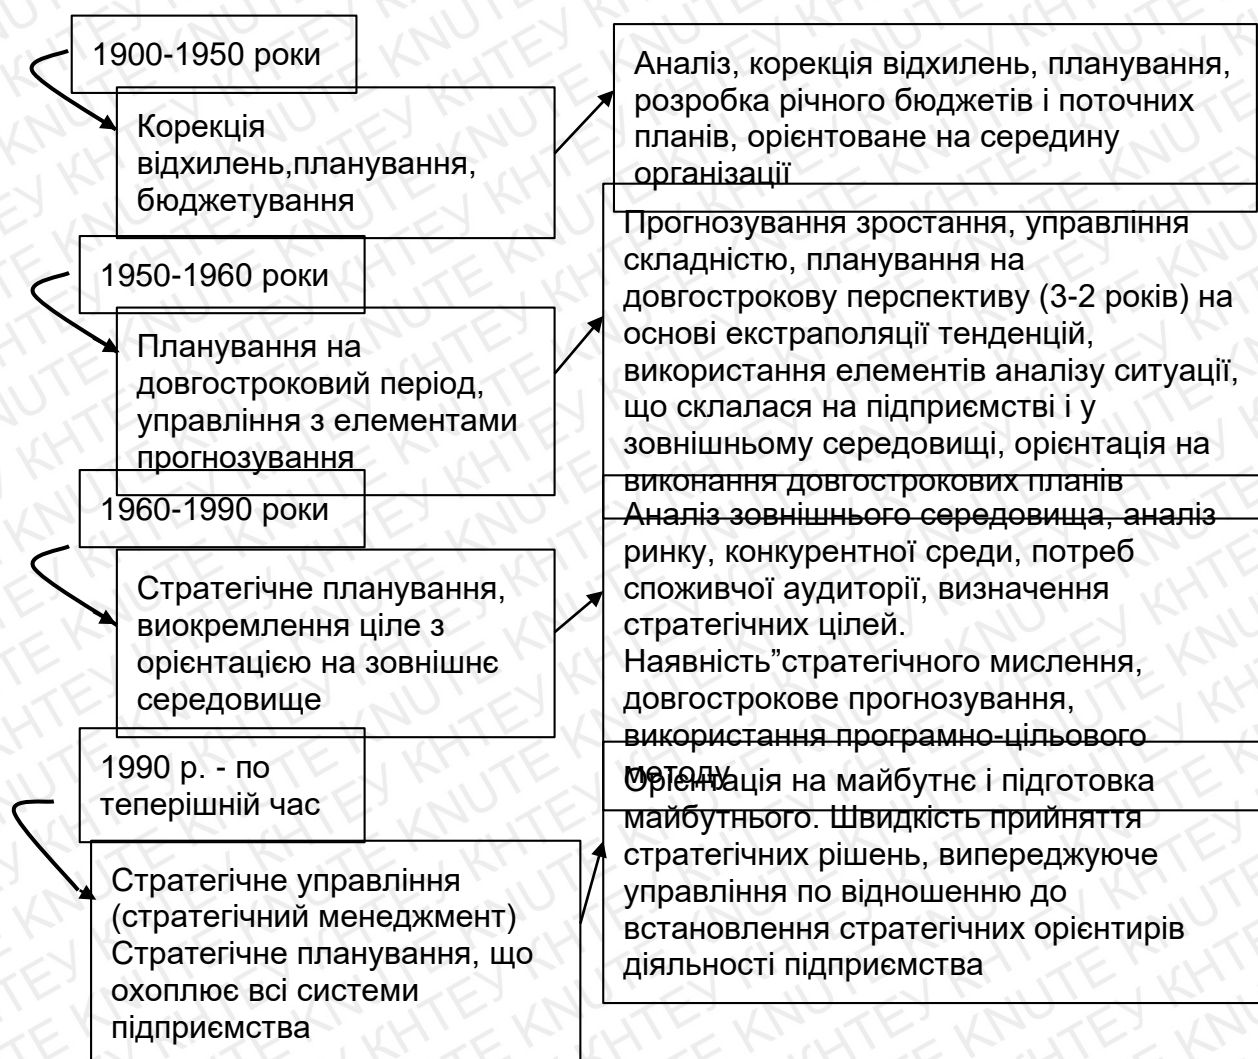 1900-1950 роки
Корекція
відхилень,планування,
бюджетування
Аналіз, корекція відхилень, планування,
розробка річного бюджетів і поточних
планів, орієнтоване на середину
організації
1950-1960 роки
Планування на
довгостроковий період,
управління з елементами
прогнозування
Прогнозування зростання, управління
складністю, планування на
довгострокову перспективу (3-2 років) на
основі екстраполяції тенденцій,
використання елементів аналізу ситуації,
що склалася на підприємстві і у
зовнішньому середовищі, орієнтація на
виконання довгострокових планів
1960-1990 роки
Стратегічне планування,
виокремлення ціле з
орієнтацією на зовнішнє
середовище
Аналіз зовнішнього середовища, аналіз
ринку, конкурентної среди, потреб
споживчої аудиторії, визначення
стратегічних цілей.
Наявність”стратегічного мислення,
довгострокове прогнозування,
використання програмно-цільового
методу
1990 р. - по
теперішній час
Стратегічне управління
(стратегічний менеджмент)
Стратегічне планування, що
охоплює всі системи
підприємства
Орієнтація на майбутнє і підготовка
майбутнього. Швидкість прийняття
стратегічних рішень, випереджуюче
управління по відношенню до
встановлення стратегічних орієнтирів
діяльності підприємства